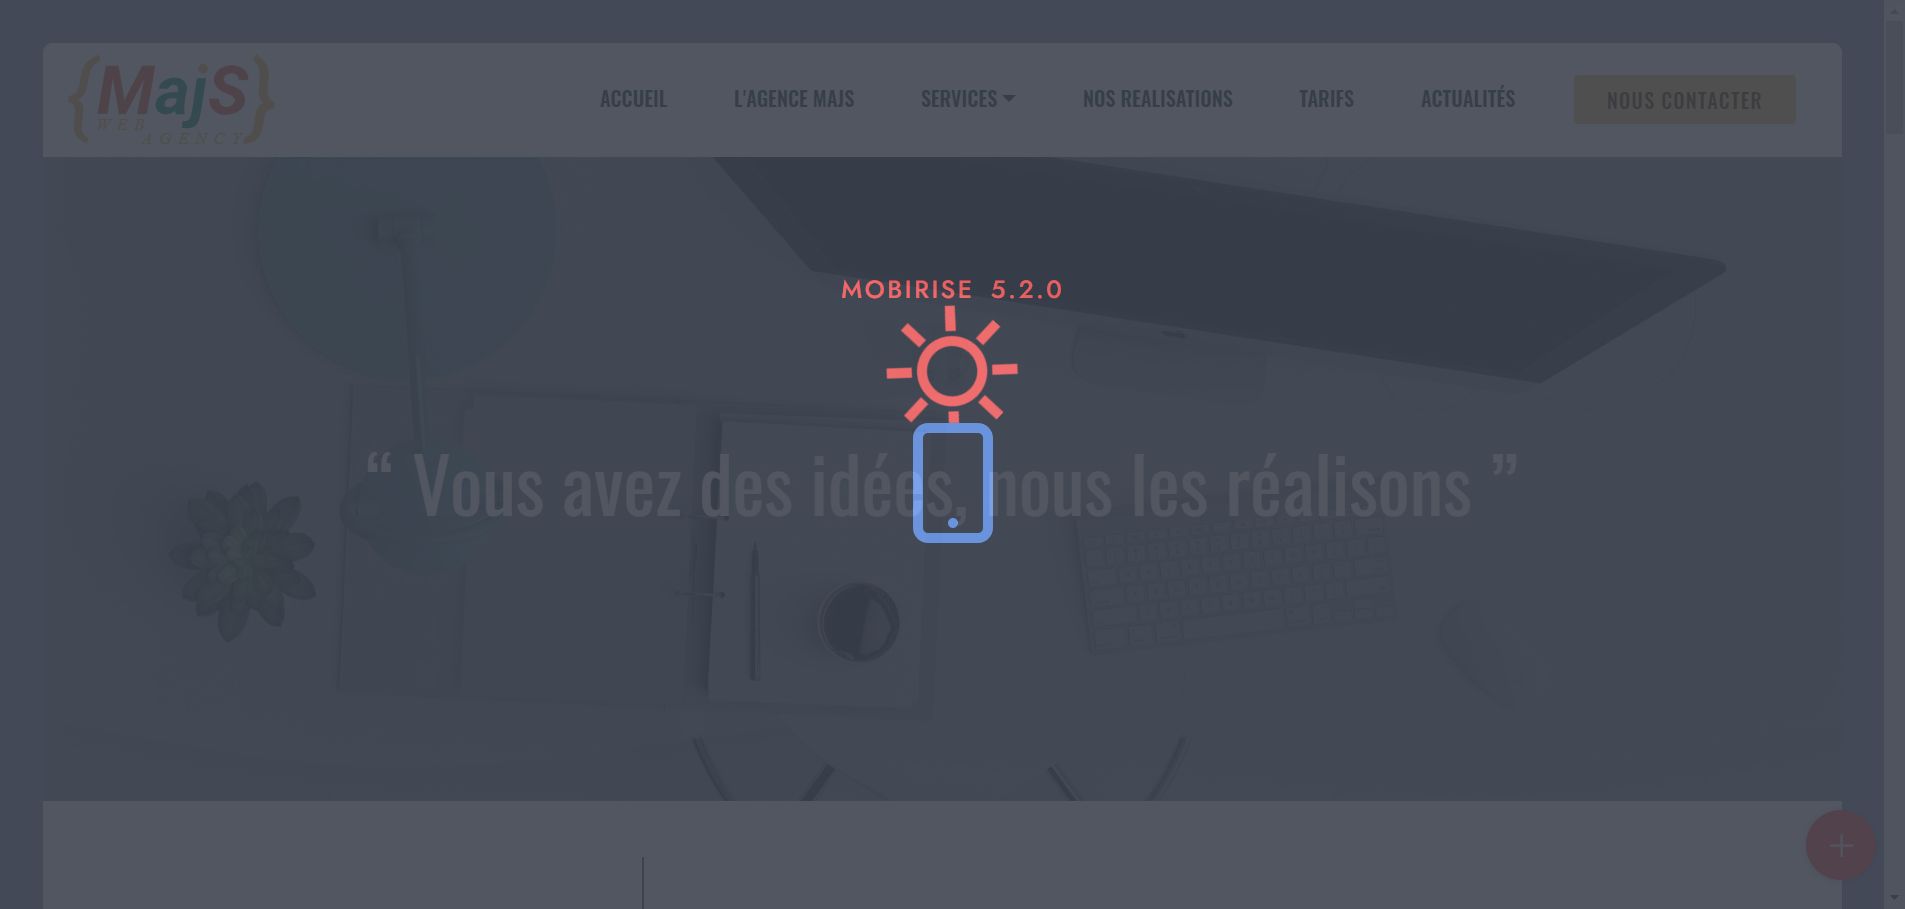 {MajS}
WEB
AGENCY
ACCUEIL L'AGENCE MAJS SERVICES NOS REALISATIONS TARIFS ACTUALITÉS NOUS CONTACTER
MOBIRISE 5.2.0
“ Vous avez des idées, nous les réalisons ”